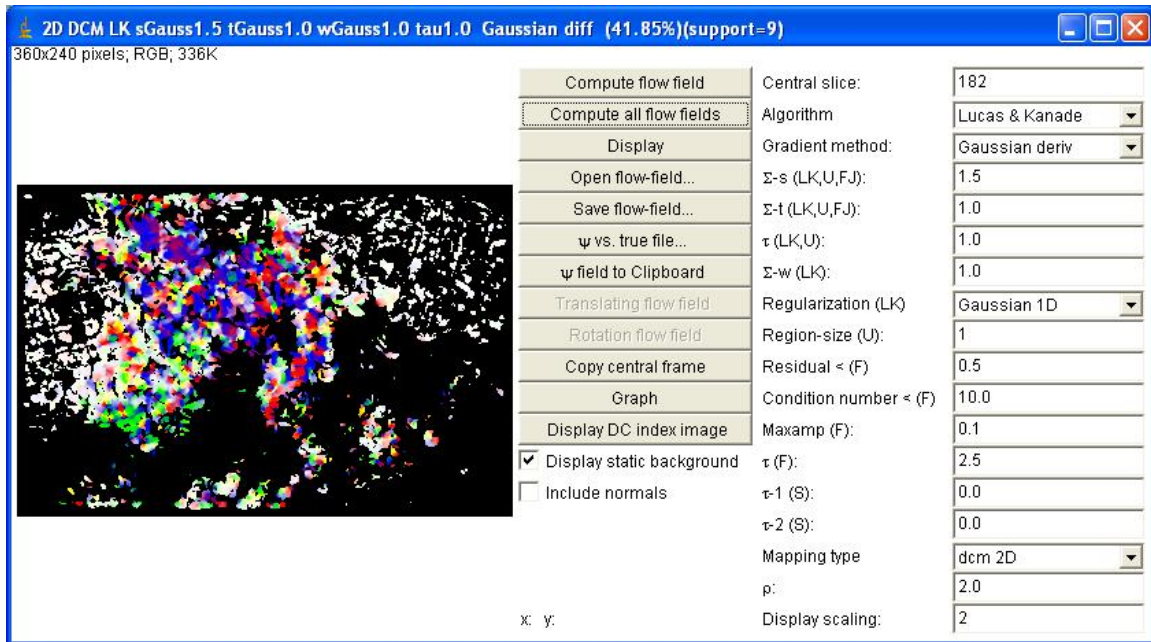 2D DCM LK sGauss1.5 tGauss1.0 wGauss1.0 tau1.0 Gaussian diff (41.85%)(support=9)
360x240 pixels; RGB; 336K
Compute flow field
Compute all flow fields
Display
Open flow-field...
Save flow-field...
ψ vs. true file...
ψ field to Clipboard
Translating flow field
Rotation flow field
Copy central frame
Graph
Display DC index image
Display static background
Include normals
x: y:
Central slice: 182
Algorithm Lucas & Kanade
Gradient method: Gaussian deriv
Σ-s (LK,U,FJ): 1.5
Σ-t (LK,U,FJ): 1.0
τ (LK,U): 1.0
Σ-w (LK): 1.0
Regularization (LK) Gaussian 1D
Region-size (U): 1
Residual < (F) 0.5
Condition number < (F) 10.0
Maxamp (F): 0.1
τ (F): 2.5
τ-1 (S): 0.0
τ-2 (S): 0.0
Mapping type dcm 2D
ρ: 2.0
Display scaling: 2